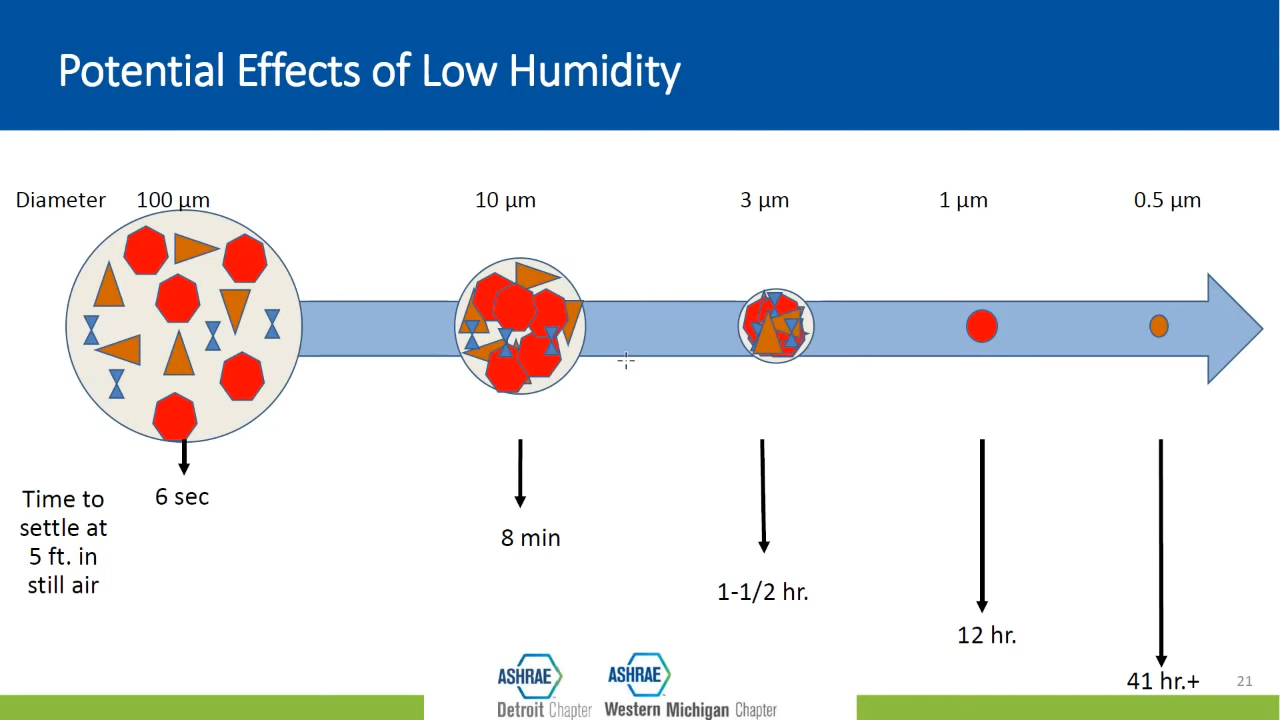 Potential Effects of Low Humidity
Diameter 100 µm 10 µm 3 µm 1 µm 0.5 µm
Time to
settle at
5 ft. in
still air
6 sec
8 min
1-1/2 hr.
12 hr.
41 hr.+
ASHRAE ASHRAE
Detroit Chapter Western Michigan Chapter
21